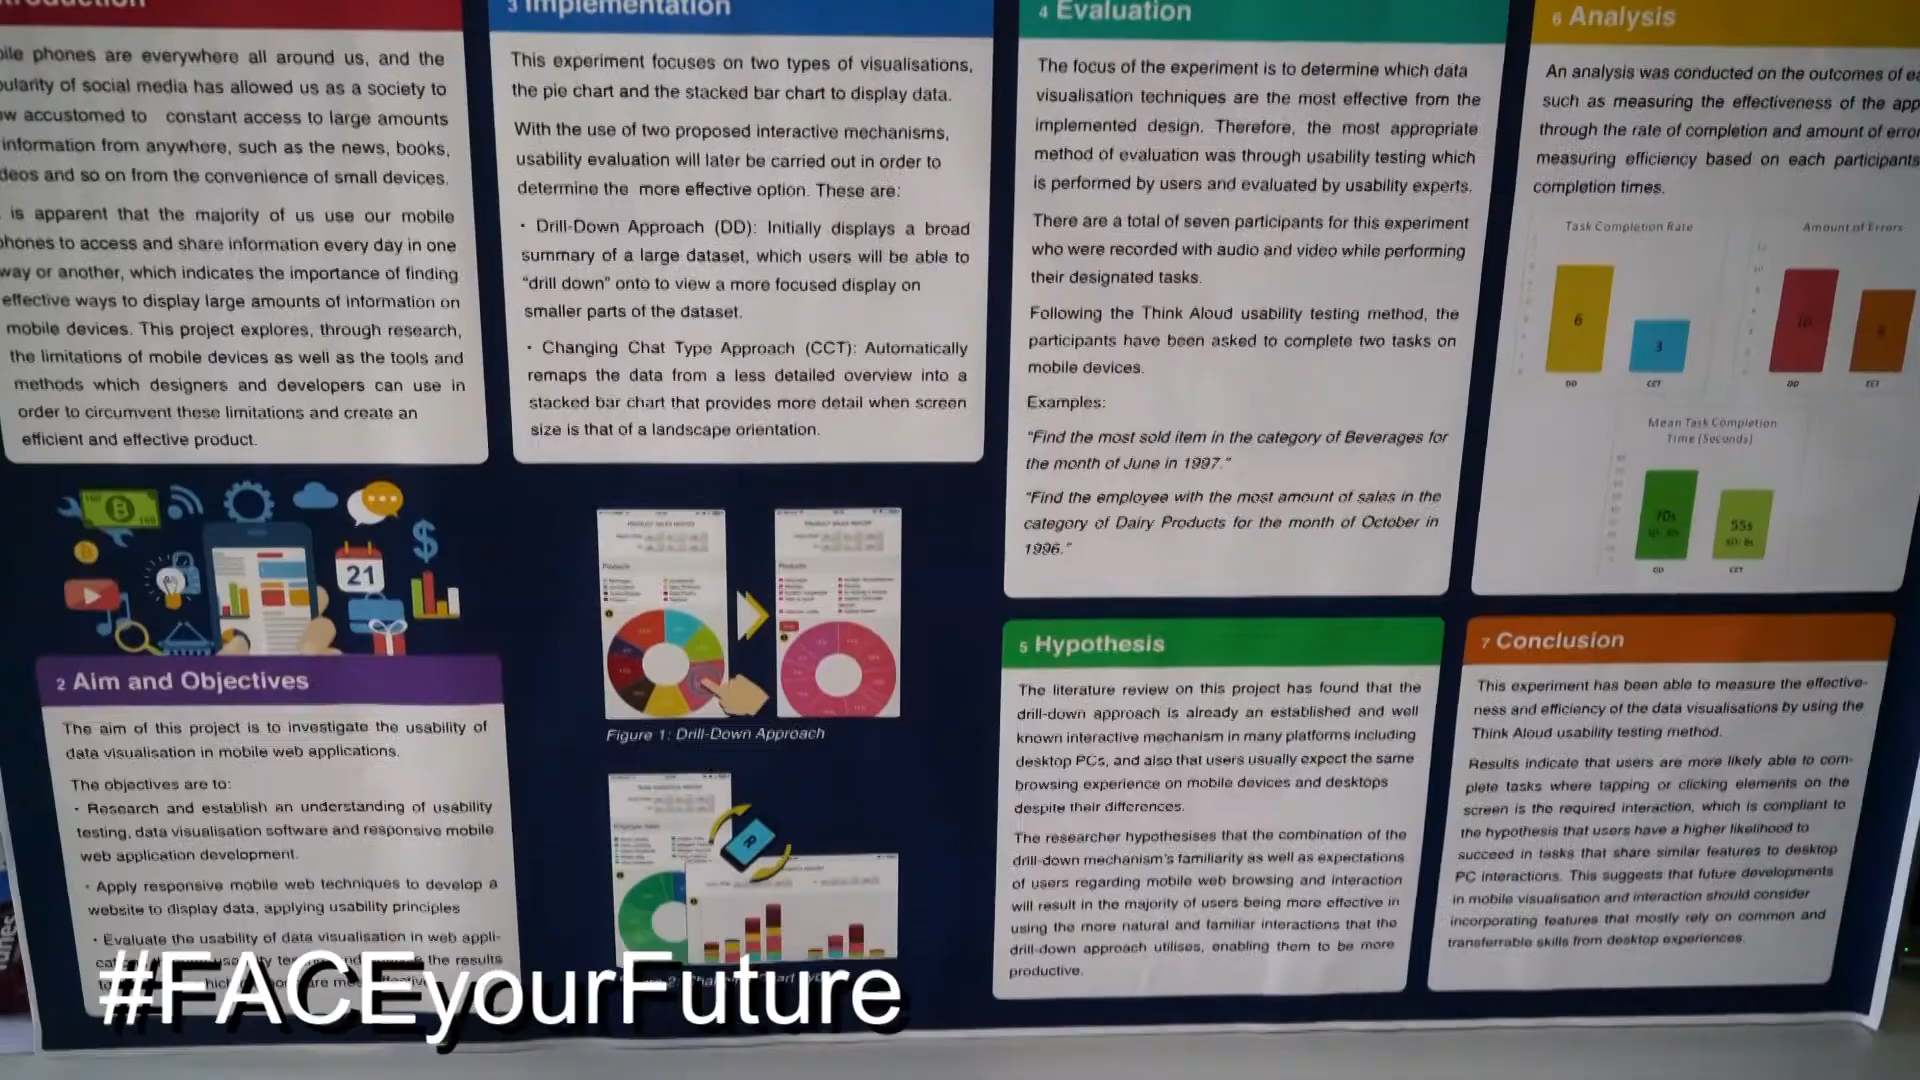 3 Implementation
4 Evaluation
6 Analysis
phones are everywhere all around us, and the
of social media has allowed us as a society to
accustomed to constant access to large amounts
information from anywhere, such as the news, books,
and so on from the convenience of small devices.
is apparent that the majority of us use our mobile
phones to access and share information every day in one
way or another, which indicates the importance of finding
effective ways to display large amounts of information on
mobile devices. This project explores, through research,
the limitations of mobile devices as well as the tools and
methods which designers and developers can use in
order to circumvent these limitations and create an
efficient and effective product.
21
2 Aim and Objectives
The aim of this project is to investigate the usability of
data visualisation in mobile web applications.
The objectives are to:
· Research and establish an understanding of usability
testing, data visualisation software and responsive mobile
web application development.
· Apply responsive mobile web techniques to develop a
website to display data, applying usability principles
· Evaluate the usability of data visualisation in web appli-
the results
This experiment focuses on two types of visualisations,
the pie chart and the stacked bar chart to display data.
With the use of two proposed interactive mechanisms,
usability evaluation will later be carried out in order to
determine the more effective option. These are:
· Drill-Down Approach (DD): Initially displays a broad
summary of a large dataset, which users will be able to
“drill down” onto to view a more focused display on
smaller parts of the dataset.
· Changing Chat Type Approach (CCT): Automatically
remaps the data from a less detailed overview into a
stacked bar chart that provides more detail when screen
size is that of a landscape orientation.
Products
Products
Figure 1: Drill-Down Approach
R
The focus of the experiment is to determine which data
visualisation techniques are the most effective from the
implemented design. Therefore, the most appropriate
method of evaluation was through usability testing which
is performed by users and evaluated by usability experts.
There are a total of seven participants for this experiment
who were recorded with audio and video while performing
their designated tasks.
Following the Think Aloud usability testing method, the
participants have been asked to complete two tasks on
mobile devices.
Examples:
“Find the most sold item in the category of Beverages for
the month of June in 1997.”
“Find the employee with the most amount of sales in the
category of Dairy Products for the month of October in
1996.”
5 Hypothesis
The literature review on this project has found that the
drill-down approach is already an established and well
known interactive mechanism in many platforms including
desktop PCs, and also that users usually expect the same
browsing experience on mobile devices and desktops
despite their differences.
The researcher hypothesises that the combination of the
drill-down mechanism's familiarity as well as expectations
of users regarding mobile web browsing and interaction
will result in the majority of users being more effective in
using the more natural and familiar interactions that the
drill-down approach utilises, enabling them to be more
productive.
An analysis was conducted on the outcomes of
such as measuring the effectiveness of the app
through the rate of completion and amount of
measuring efficiency based on each participants
completion times.
Task Completion Rate
6
3
DD
CCT
Amount of Errors
10
DD
CCT
Mean Task Completion
Time (Seconds)
70s
55s
DD
CCT
7 Conclusion
This experiment has been able to measure the effective-
ness and efficiency of the data visualisations by using the
Think Aloud usability testing method.
Results indicate that users are more likely able to com-
plete tasks where tapping or clicking elements on the
screen is the required interaction, which is compliant to
the hypothesis that users have a higher likelihood to
succeed in tasks that share similar features to desktop
PC interactions. This suggests that future developments
in mobile visualisation and interaction should consider
incorporating features that mostly rely on common and
transferrable skills from desktop experiences.
#FACEyourFuture